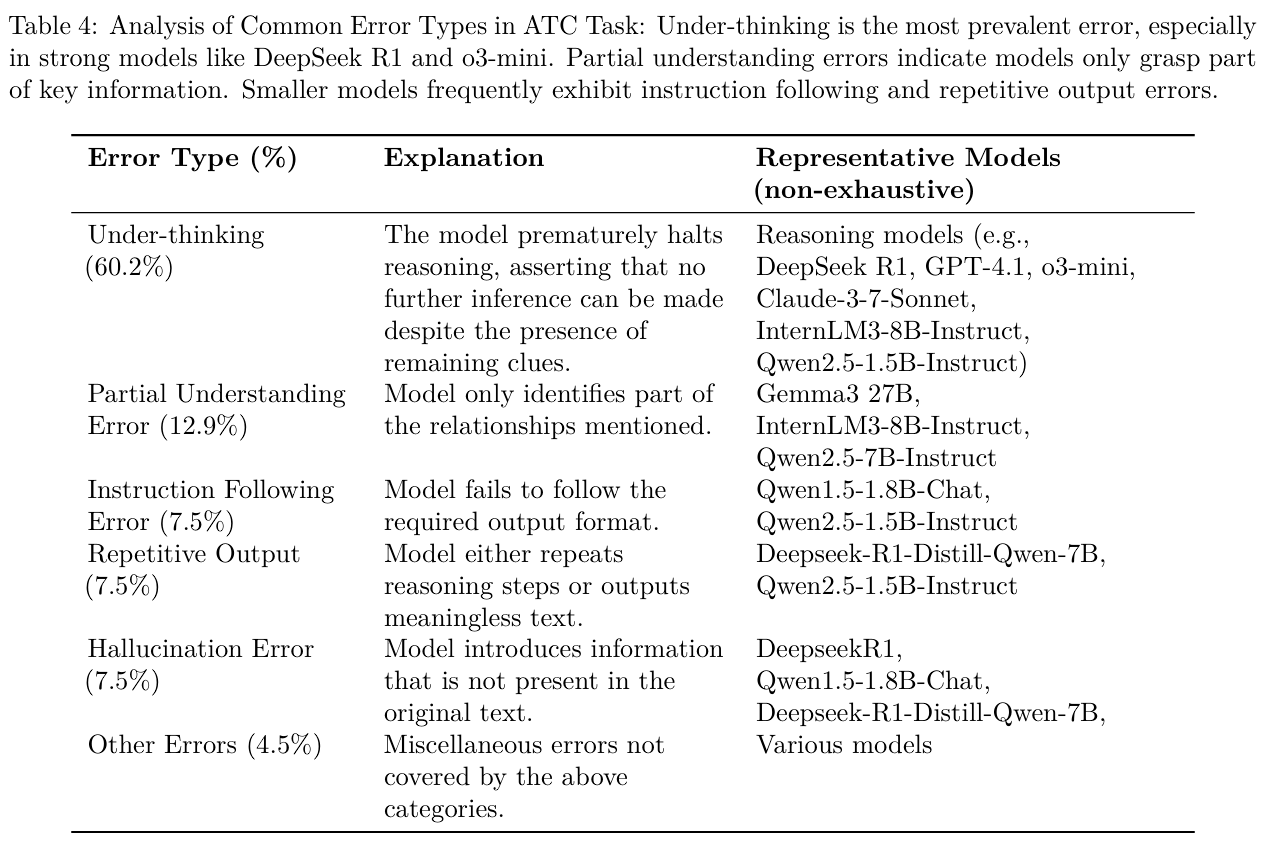 Table 4: Analysis of Common Error Types in ATC Task: Under-thinking is the most prevalent error, especially
in strong models like DeepSeek R1 and o3-mini. Partial understanding errors indicate models only grasp part
of key information. Smaller models frequently exhibit instruction following and repetitive output errors.
Error Type (%) Explanation Representative Models
(non-exhaustive)
Under-thinking The model prematurely halts Reasoning models (e.g.,
(60.2%) reasoning, asserting that no DeepSeek R1, GPT-4.1, o3-mini,
further inference can be made Claude-3-7-Sonnet,
despite the presence of InternLM3-8B-Instruct,
remaining clues. Qwen2.5-1.5B-Instruct)
Partial Understanding Model only identifies part of Gemma3 27B,
Error (12.9%) the relationships mentioned. InternLM3-8B-Instruct,
Qwen2.5-7B-Instruct
Instruction Following Model fails to follow the Qwen1.5-1.8B-Chat,
Error (7.5%) required output format. Qwen2.5-1.5B-Instruct
Repetitive Output Model either repeats Deepseek-R1-Distill-Qwen-7B,
(7.5%) reasoning steps or outputs Qwen2.5-1.5B-Instruct
meaningless text.
Hallucination Error Model introduces information DeepseekR1,
(7.5%) that is not present in the Qwen1.5-1.8B-Chat,
original text. Deepseek-R1-Distill-Qwen-7B,
Other Errors (4.5%) Miscellaneous errors not Various models
covered by the above
categories.